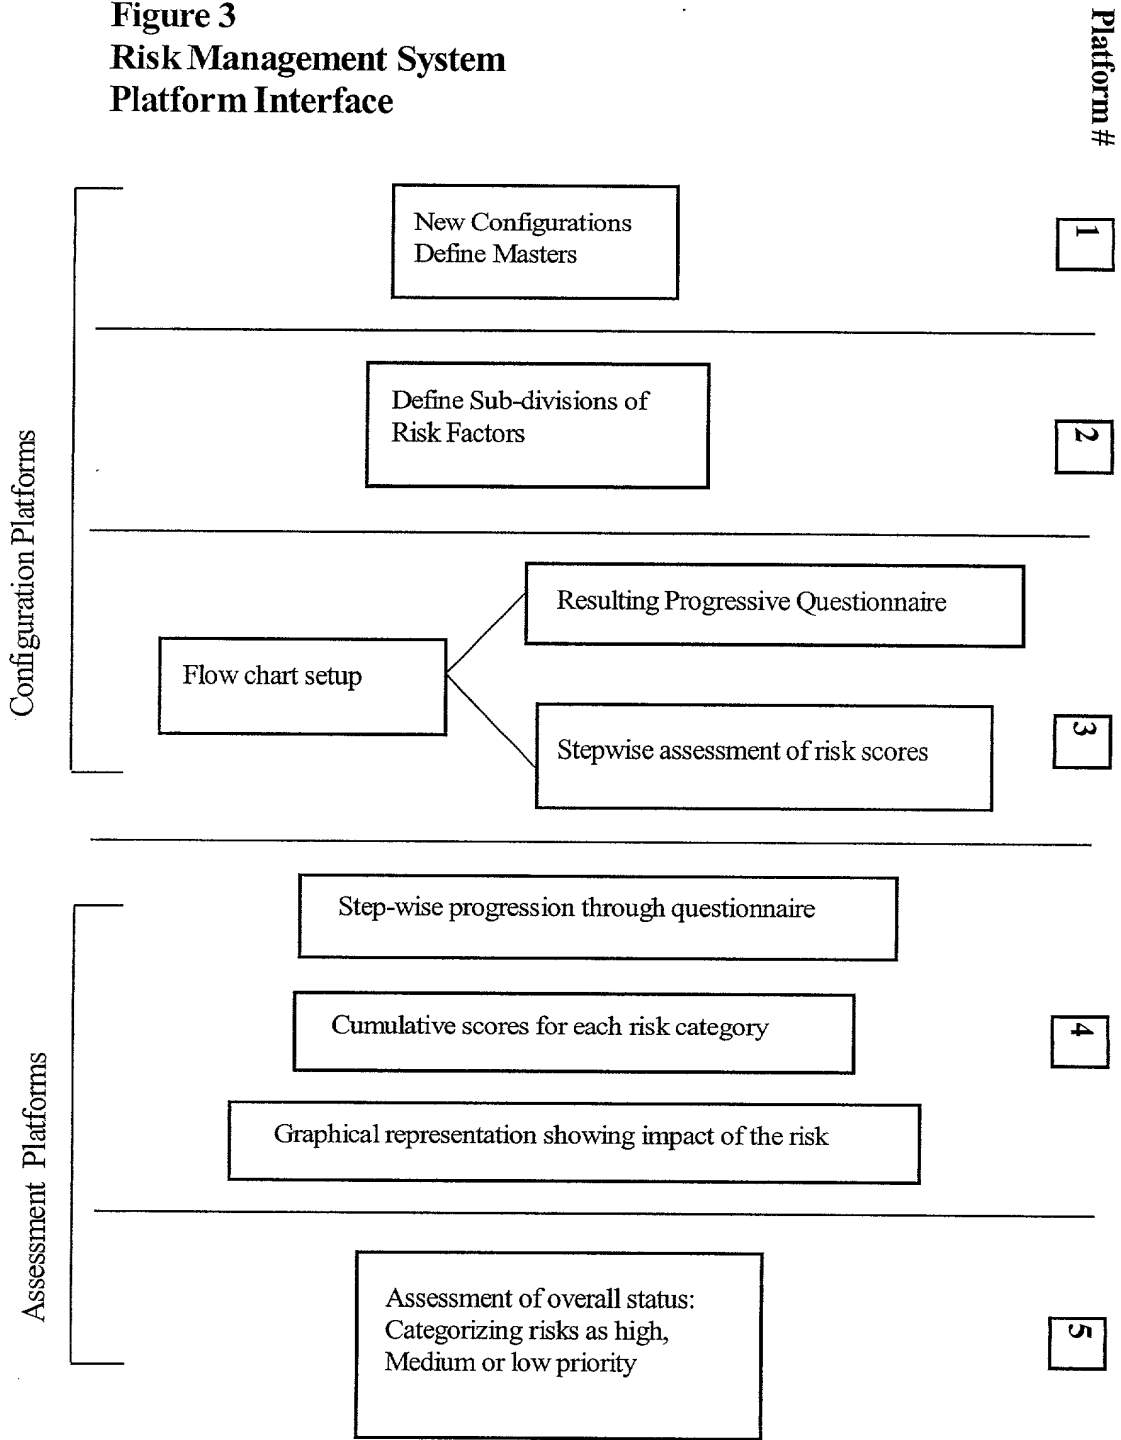 Figure 3
Risk Management System
Platform Interface
Platform #
Configuration Platforms
New Configurations
Define Masters
1
Define Sub-divisions of
Risk Factors
2
Flow chart setup
Resulting Progressive Questionnaire
Stepwise assessment of risk scores
3
Assessment Platforms
Step-wise progression through questionnaire
Cumulative scores for each risk category
Graphical representation showing impact of the risk
4
Assessment of overall status:
Categorizing risks as high,
Medium or low priority
5